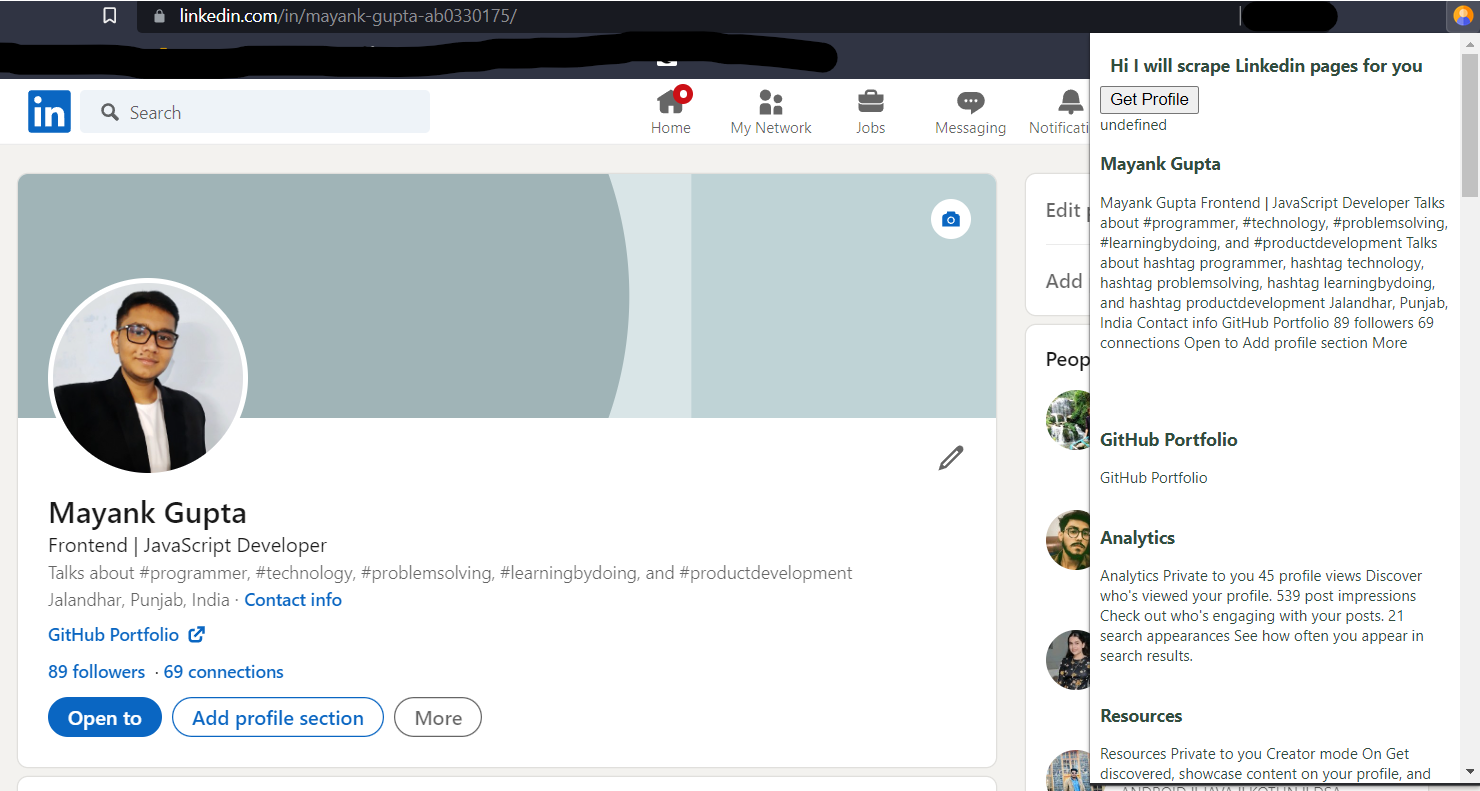 linkedin.com/in/mayank-gupta-ab0330175/
in
Search
Home
My Network
Jobs
Messaging
Notificati
Edit
Add
Peop
Mayank Gupta
Frontend | JavaScript Developer
Talks about #programmer, #technology, #problemsolving, #learningbydoing, and #productdevelopment
Jalandhar, Punjab, India · Contact info
GitHub Portfolio
89 followers · 69 connections
Open to
Add profile section
More
Hi I will scrape Linkedin pages for you
Get Profile
undefined
Mayank Gupta
Mayank Gupta Frontend | JavaScript Developer Talks
about #programmer, #technology, #problemsolving,
#learningbydoing, and #productdevelopment Talks
about hashtag programmer, hashtag technology,
hashtag problemsolving, hashtag learningbydoing,
and hashtag productdevelopment Jalandhar, Punjab,
India Contact info GitHub Portfolio 89 followers 69
connections Open to Add profile section More
GitHub Portfolio
GitHub Portfolio
Analytics
Analytics Private to you 45 profile views Discover
who's viewed your profile. 539 post impressions
Check out who's engaging with your posts. 21
search appearances See how often you appear in
search results.
Resources
Resources Private to you Creator mode On Get
discovered, showcase content on your profile, and